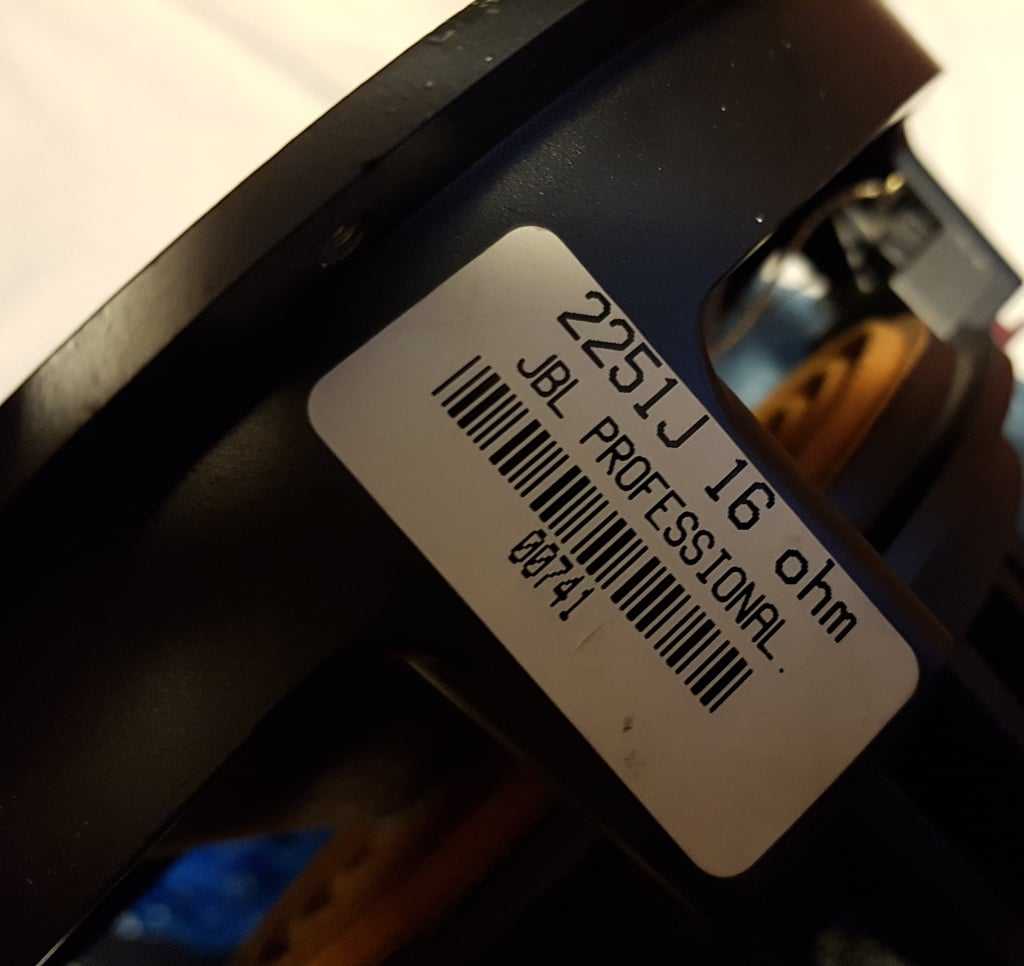 2251J 16 ohm
JBL PROFESSIONAL.
00741